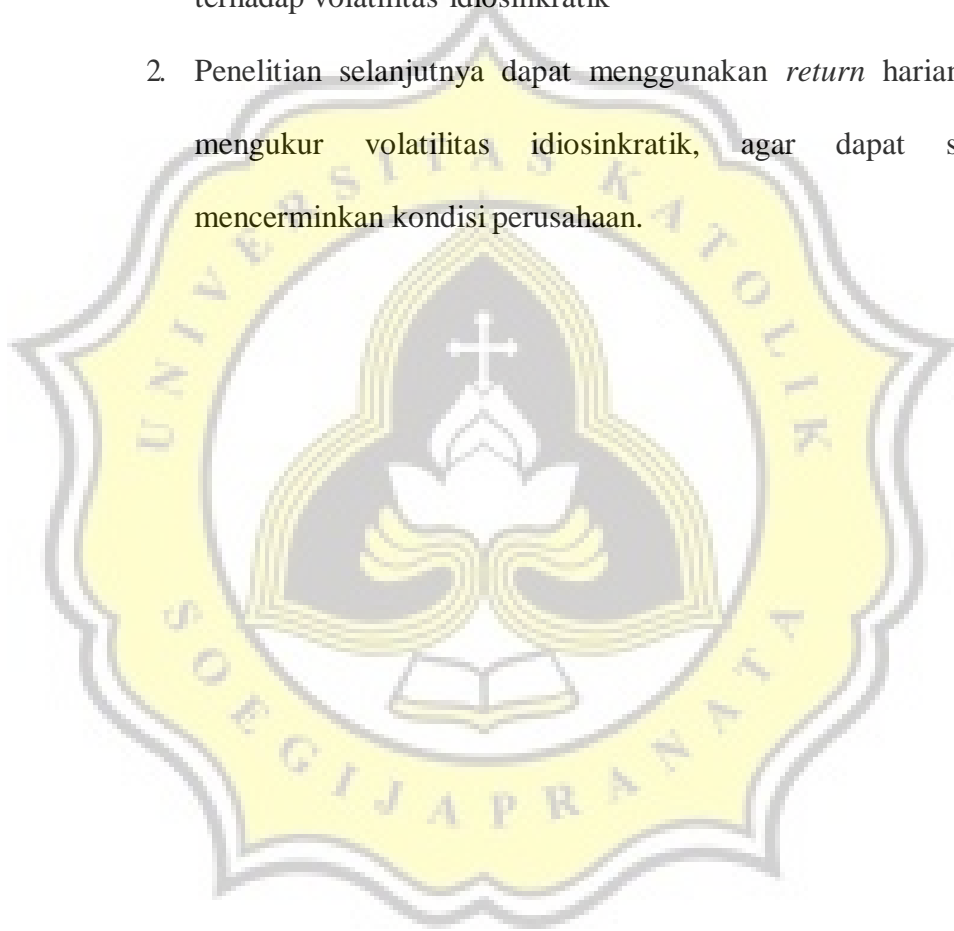 terhadap volatilitas idiosinkratik
2. Penelitian selanjutnya dapat menggunakan return harian
mengukur volatilitas idiosinkratik, agar dapat s
mencerminkan kondisi perusahaan.
UNIVERSITAS KATOLIK
SOEGIJAPRANATA